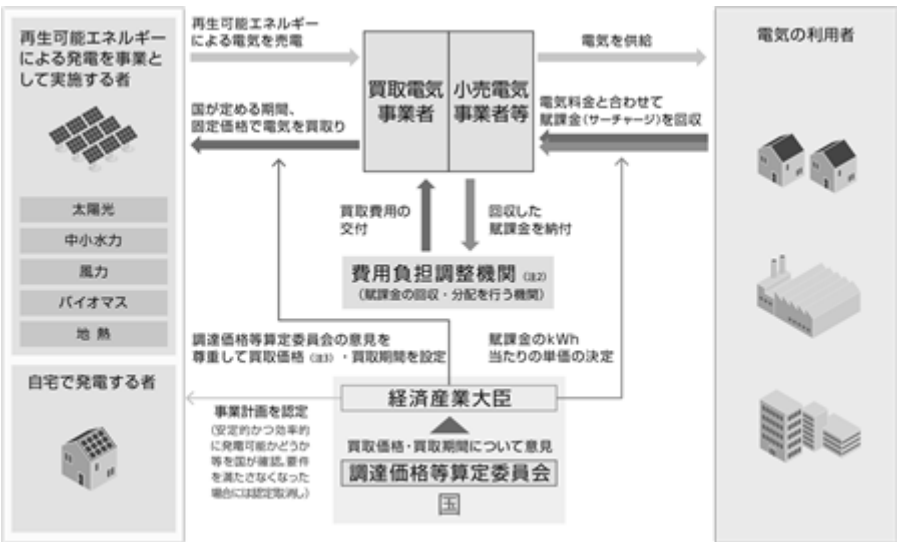 再生可能エネルギー
による発電を事業と
して実施する者
太陽光
中小水力
風力
バイオマス
地 熱
自宅で発電する者
再生可能エネルギー
による電気を売電
国が定める期間、
固定価格で電気を買取り
買取電気
事業者
小売電気
事業者等
電気を供給
電気料金と合わせて
賦課金(サーチャージ)を回収
電気の利用者
買取費用の
交付
回収した
賦課金を納付
費用負担調整機関 (注2)
(賦課金の回収・分配を行う機関)
調達価格等算定委員会の意見を
尊重して買取価格 (注3)・買取期間を設定
賦課金のkWh
当たりの単価の決定
事業計画を認定
(安定的かつ効率的
に発電可能かどうか
等を国が確認。要件
を満たさなくなった
場合には認定取消し)
経済産業大臣
買取価格・買取期間について意見
調達価格等算定委員会
国